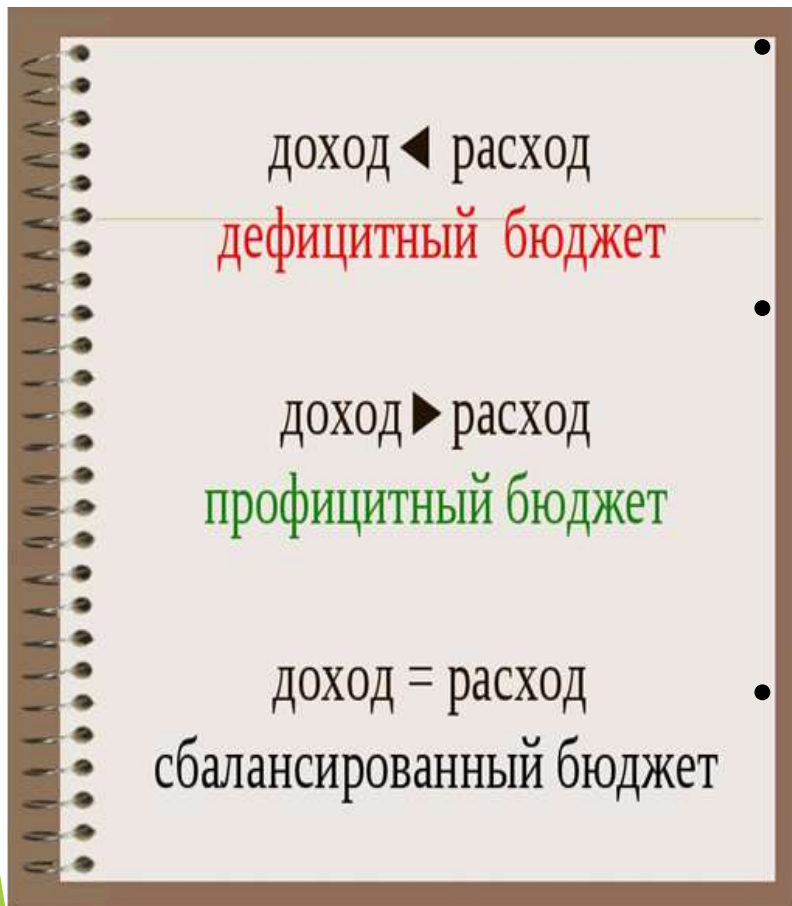 доход ◀ расход
дефицитный бюджет
доход ▶ расход
профицитный бюджет
доход = расход
сбалансированный бюджет